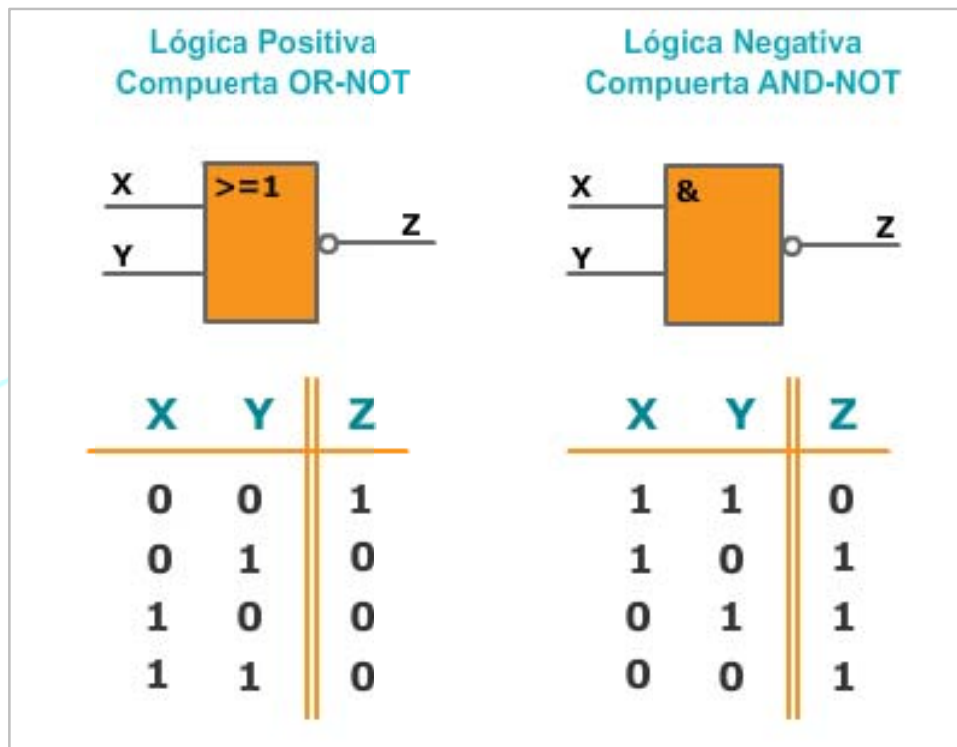 Lógica Positiva
Compuerta OR-NOT
X
>=1
Y
Z
X Y Z
0 0 1
0 1 0
1 0 0
1 1 0
Lógica Negativa
Compuerta AND-NOT
X
&
Y
Z
X Y Z
1 1 0
1 0 1
0 1 1
0 0 1